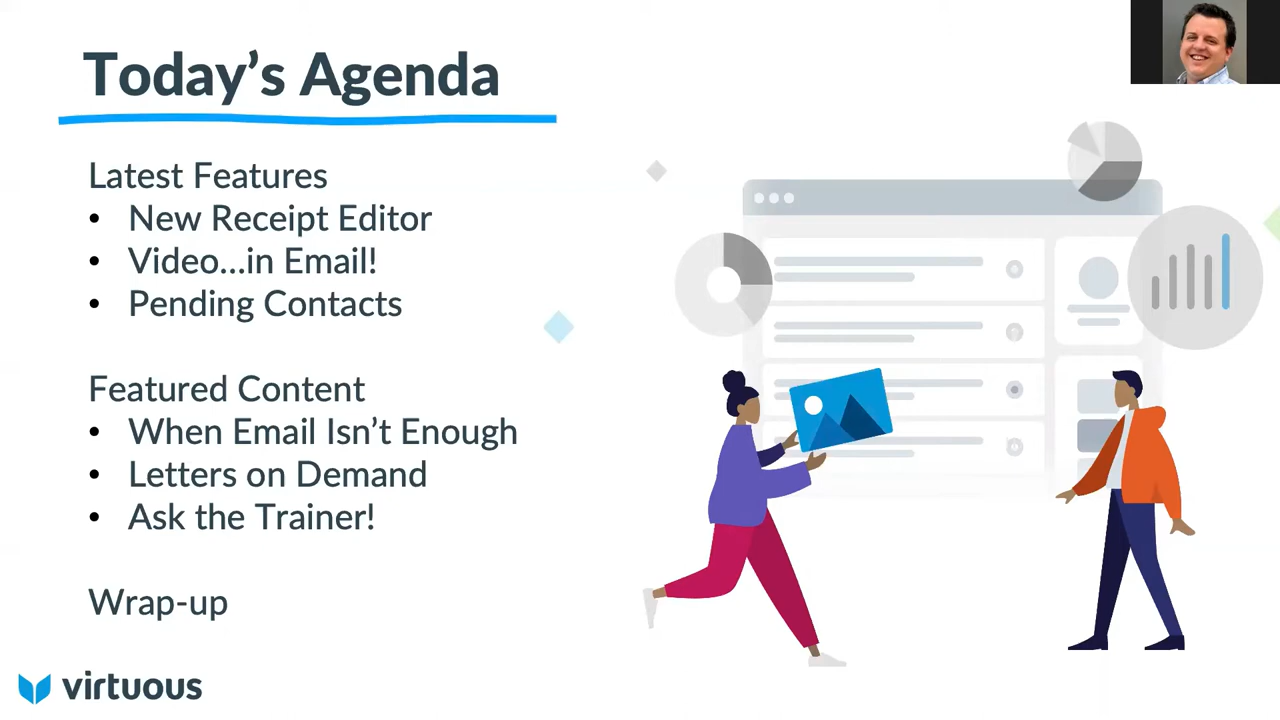 Today’s Agenda
Latest Features
• New Receipt Editor
• Video...in Email!
• Pending Contacts
Featured Content
• When Email Isn’t Enough
• Letters on Demand
• Ask the Trainer!
Wrap-up
virtuous